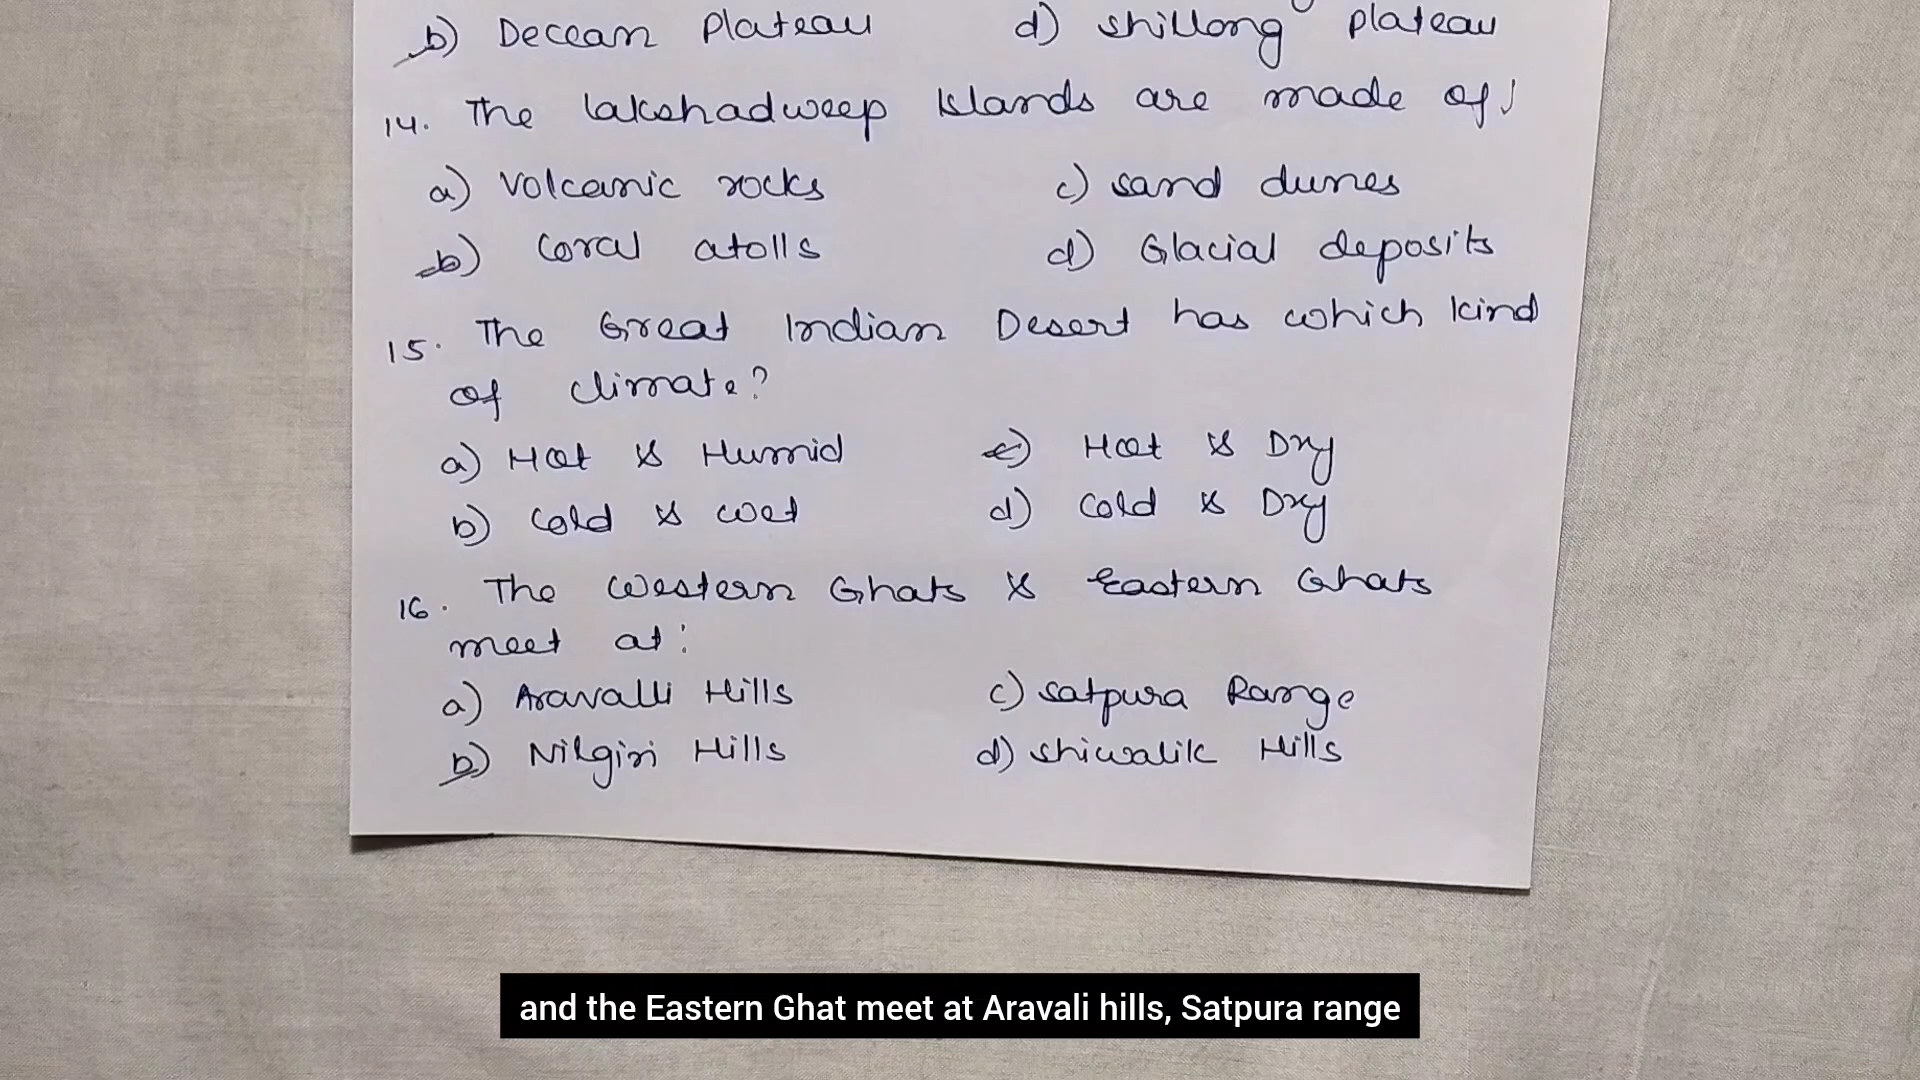 b) Deccan Plateau d) Shillong plateau
14. The lakshadweep Islands are made of:
a) Volcanic rocks c) sand dunes
b) Coral atolls d) Glacial deposits
15. The Great Indian Desert has which kind
of climate?
a) Hot & Humid c) Hot & Dry
b) Cold & wet d) Cold & Dry
16. The Western Ghats & Eastern Ghats
meet at:
a) Aravalli Hills c) Satpura Range
b) Nilgiri Hills d) Shiwalik Hills
and the Eastern Ghat meet at Aravali hills, Satpura range